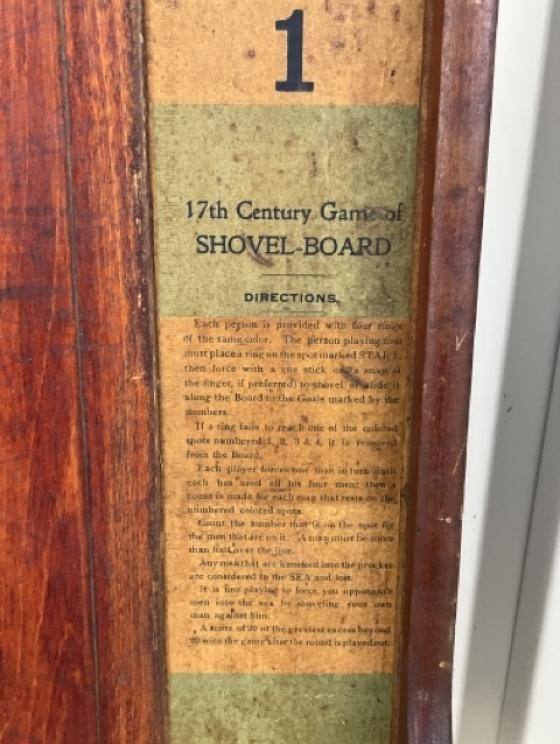 1
17th Century Game of
SHOVEL-BOARD
DIRECTIONS.
Each person is provided with four rings
of the same color. The person playing first
must place a ring on the spot marked START,
then force with a cue stick or a snap of
the finger, if preferred) to shovel or slide it
along the Board to the Goals marked by the
numbers.
If a ring fails to reach one of the colored
spots numbered 1, 2, 3 & 4, it is removed
from the Board.
Each player forces one man in turn until
each has used all his four men; then a
count is made for each man that rests on the
numbered colored spots.
Count the number that is on the spot for
the men that are on it. A man must be more
than half over the line.
Any men that are knocked into the pocket
are considered in the SEA and lost.
It is fine playing to force you opponent's
men into the sea by shoveling your own
man against him.
A score of 20 or the greatest excess beyond
20 wins the game after the round is played out.